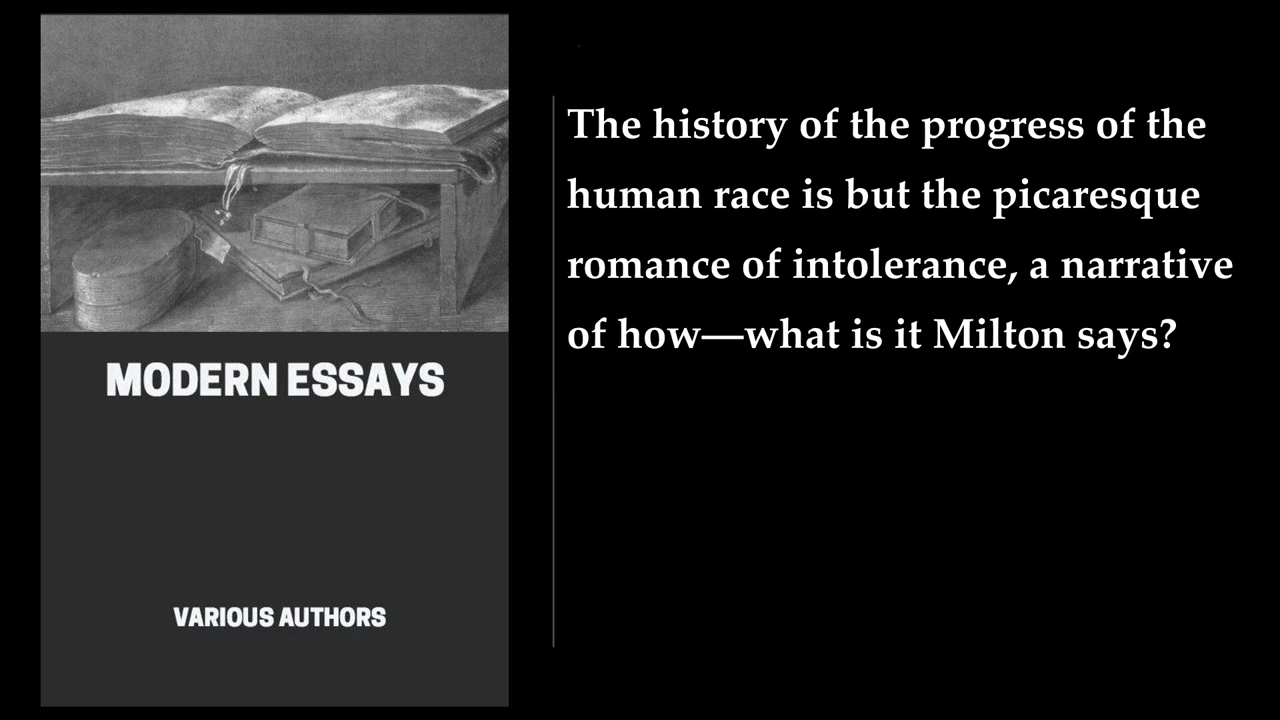 MODERN ESSAYS
VARIOUS AUTHORS
The history of the progress of the
human race is but the picaresque
romance of intolerance, a narrative
of how—what is it Milton says?